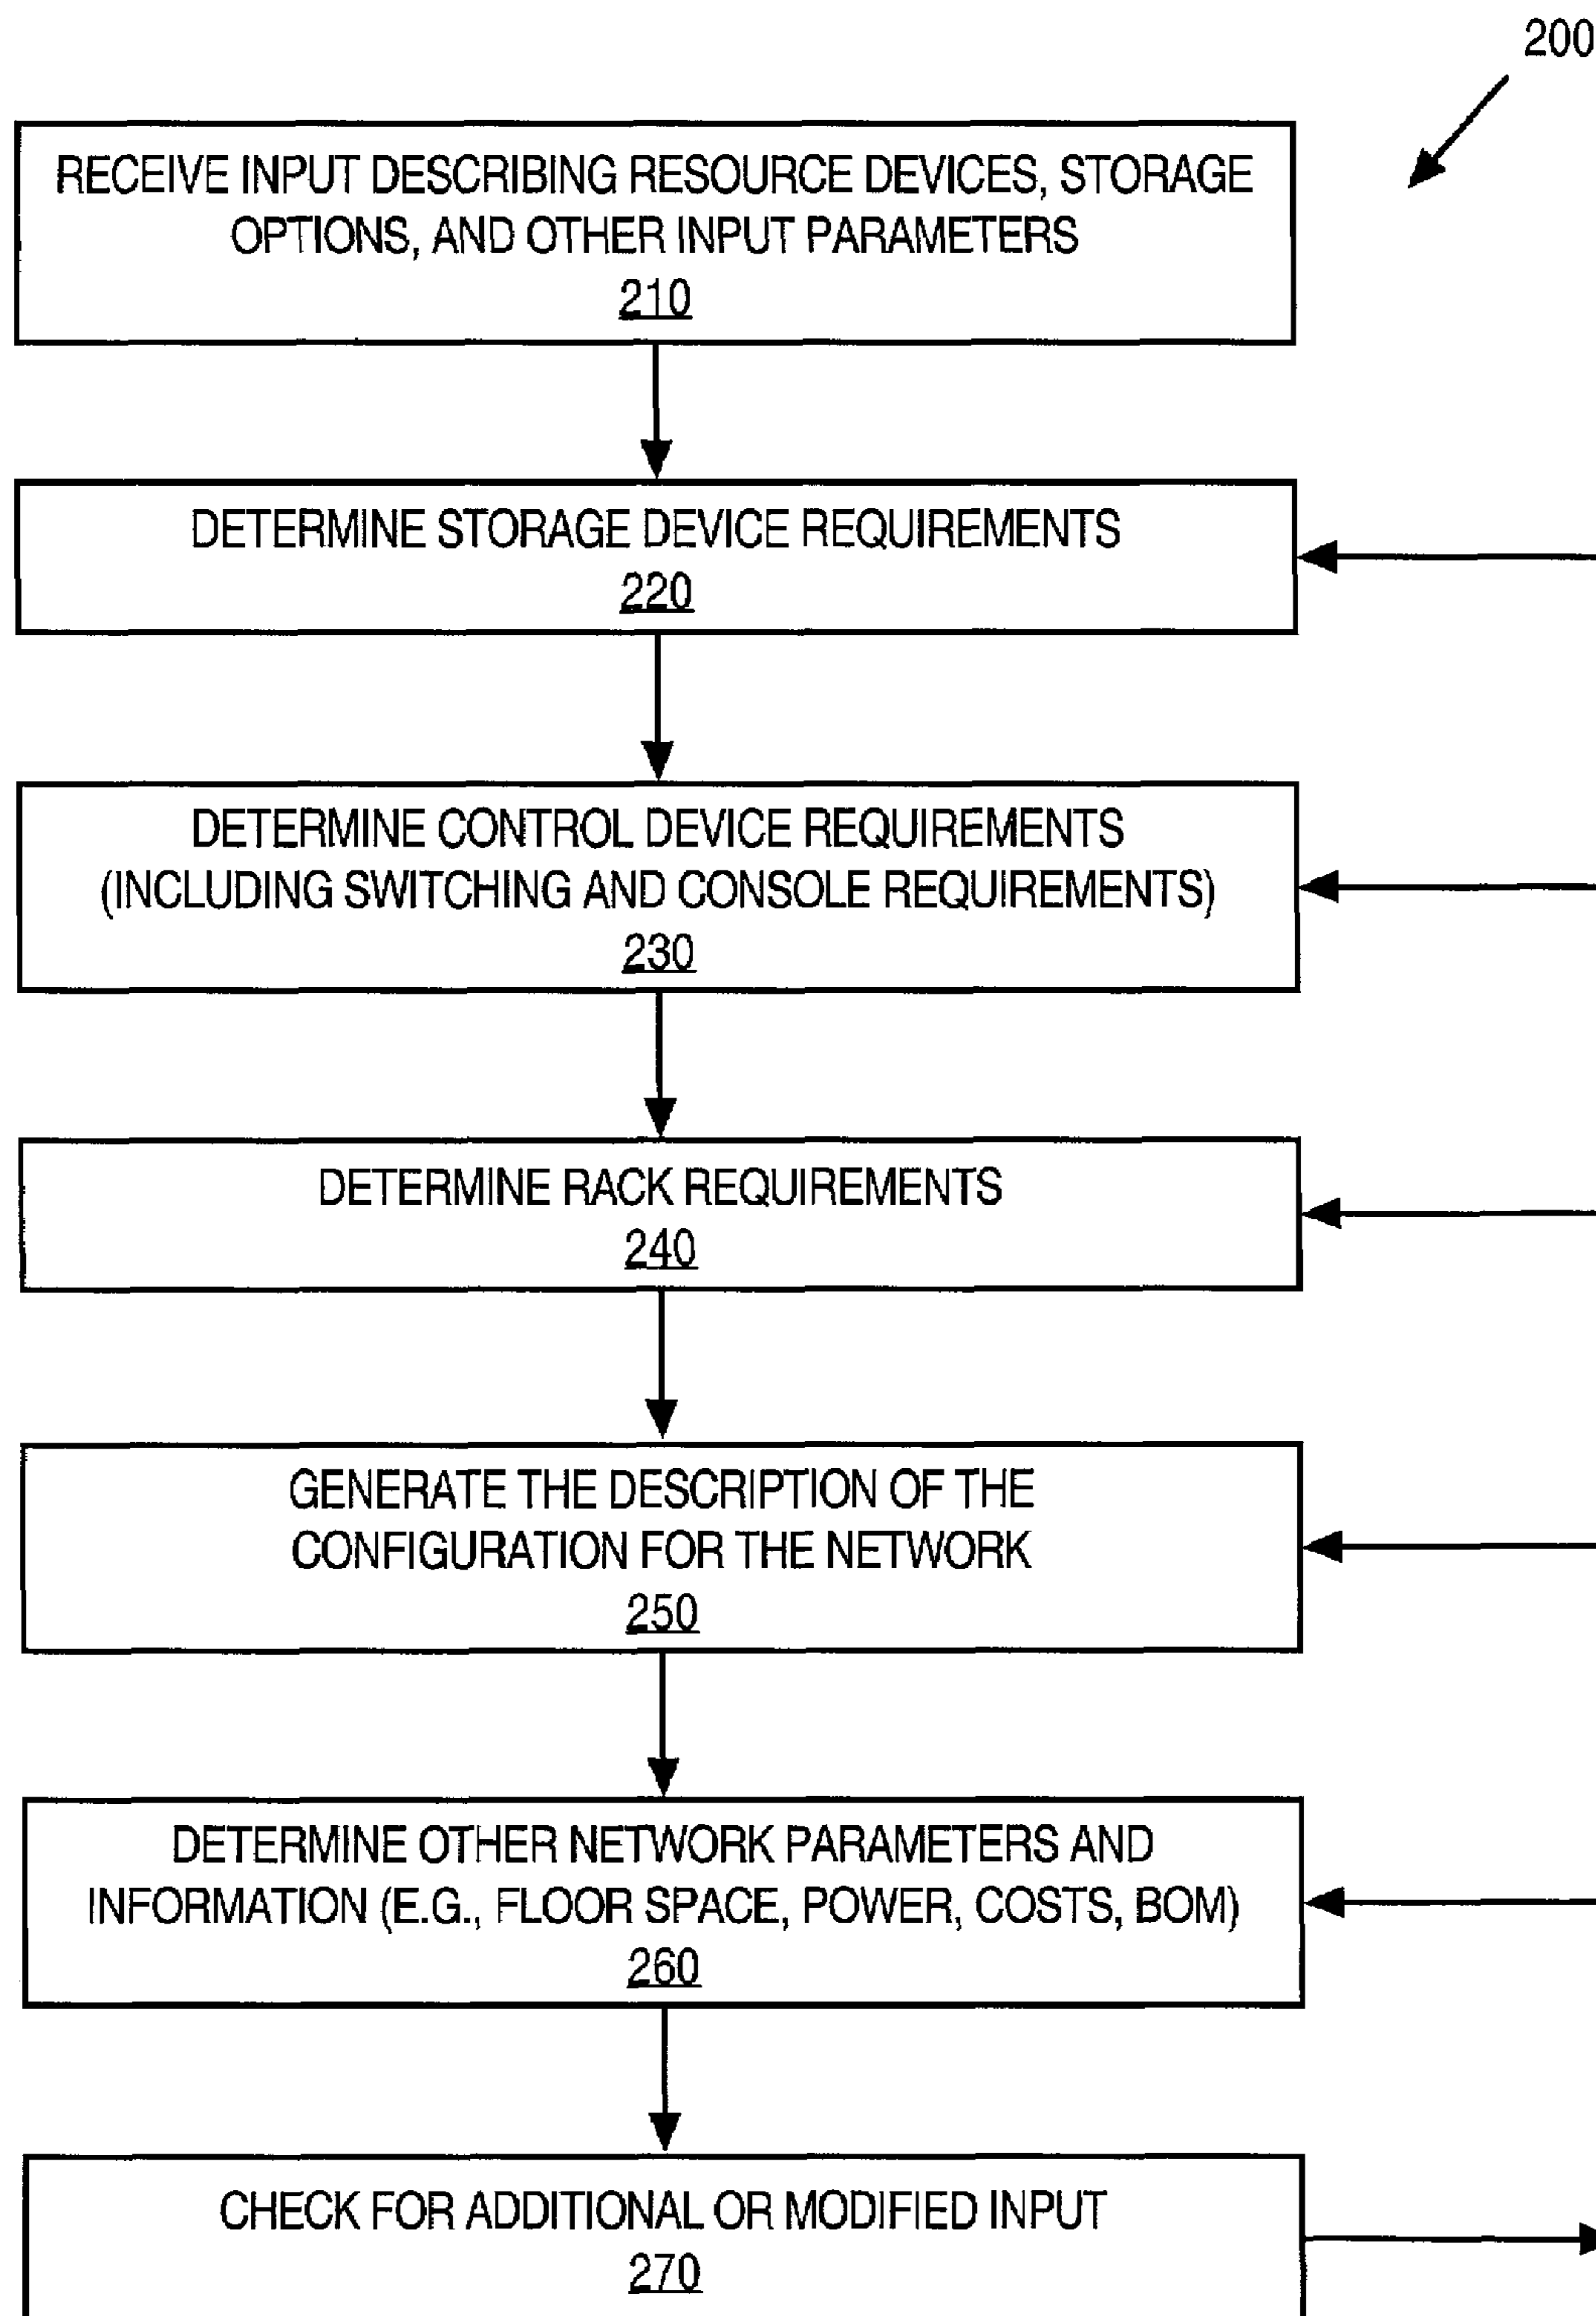 200
RECEIVE INPUT DESCRIBING RESOURCE DEVICES, STORAGE
OPTIONS, AND OTHER INPUT PARAMETERS
210
DETERMINE STORAGE DEVICE REQUIREMENTS
220
DETERMINE CONTROL DEVICE REQUIREMENTS
(INCLUDING SWITCHING AND CONSOLE REQUIREMENTS)
230
DETERMINE RACK REQUIREMENTS
240
GENERATE THE DESCRIPTION OF THE
CONFIGURATION FOR THE NETWORK
250
DETERMINE OTHER NETWORK PARAMETERS AND
INFORMATION (E.G., FLOOR SPACE, POWER, COSTS, BOM)
260
CHECK FOR ADDITIONAL OR MODIFIED INPUT
270